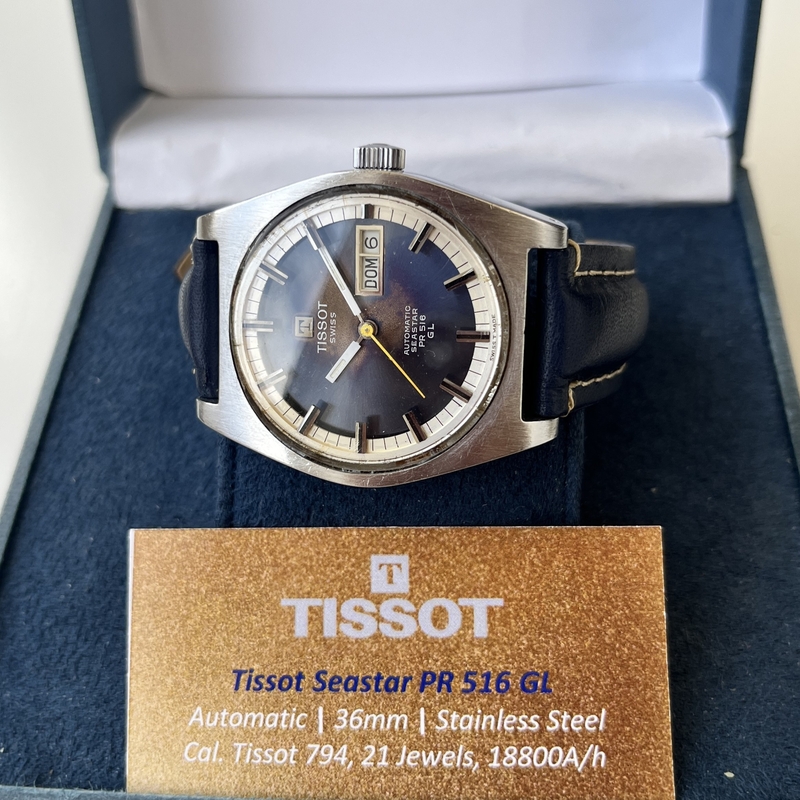 T
TISSOT
SWISS
DOM 6
AUTOMATIC
SEASTAR
PR 516
GL
SWISS T MADE
T
TISSOT
Tissot Seastar PR 516 GL
Automatic | 36mm | Stainless Steel
Cal. Tissot 794, 21 Jewels, 18800A/h